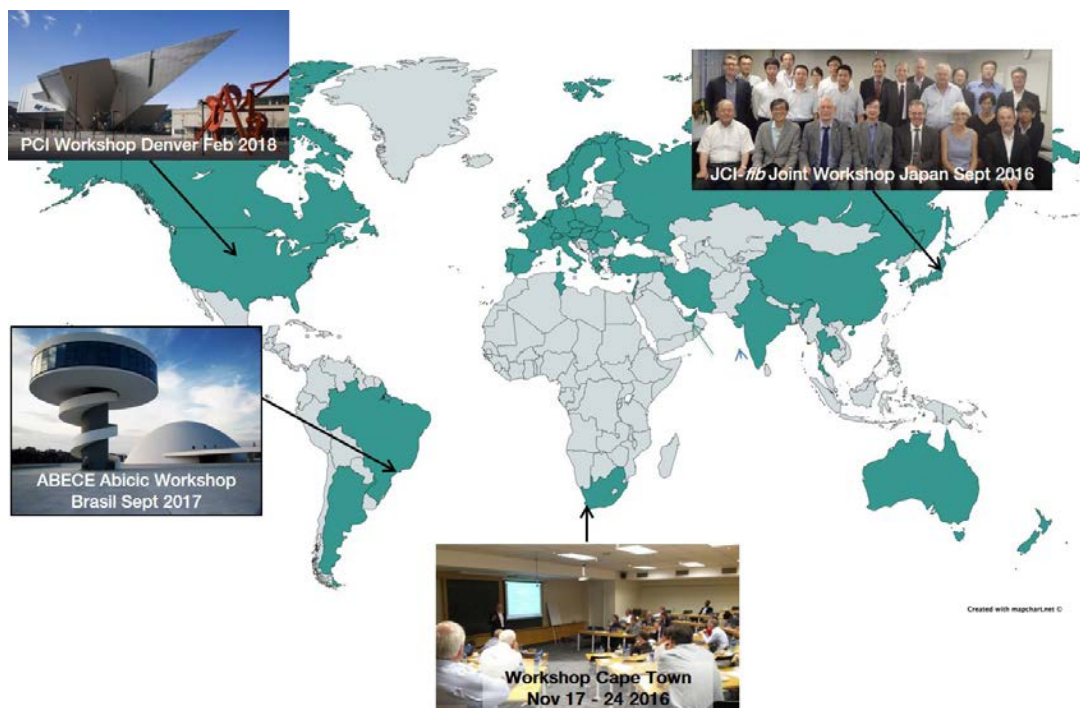 PCI Workshop Denver Feb 2018
JCI-fib Joint Workshop Japan Sept 2016
ABECE Abicic Workshop
Brasil Sept 2017
Created with mapchart.net ©
Workshop Cape Town
Nov 17 - 24 2016